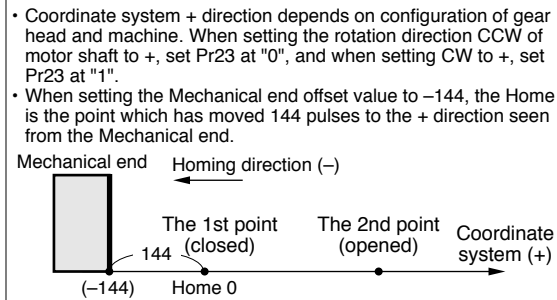 • Coordinate system + direction depends on configuration of gear
head and machine. When setting the rotation direction CCW of
motor shaft to +, set Pr23 at "0", and when setting CW to +, set
Pr23 at "1".
• When setting the Mechanical end offset value to –144, the Home
is the point which has moved 144 pulses to the + direction seen
from the Mechanical end.
Mechanical end
Homing direction (–)
The 1st point
(closed)
The 2nd point
(opened)
Coordinate
system (+)
144
(–144)
Home 0